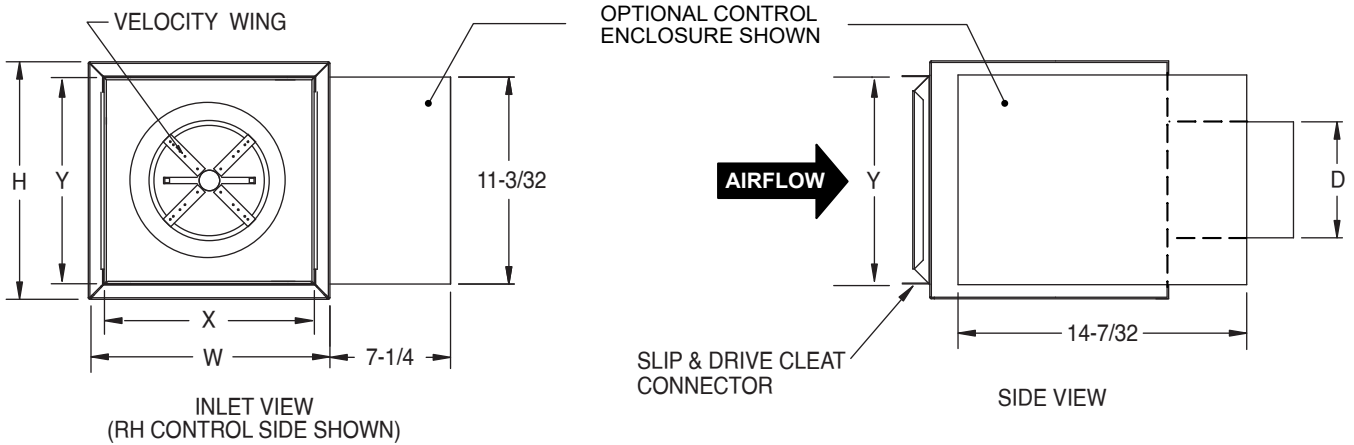 VELOCITY WING
OPTIONAL CONTROL
ENCLOSURE SHOWN
H
Y
11-3/32
X
W
7-1/4
INLET VIEW
(RH CONTROL SIDE SHOWN)
AIRFLOW
Y
D
14-7/32
SLIP & DRIVE CLEAT
CONNECTOR
SIDE VIEW